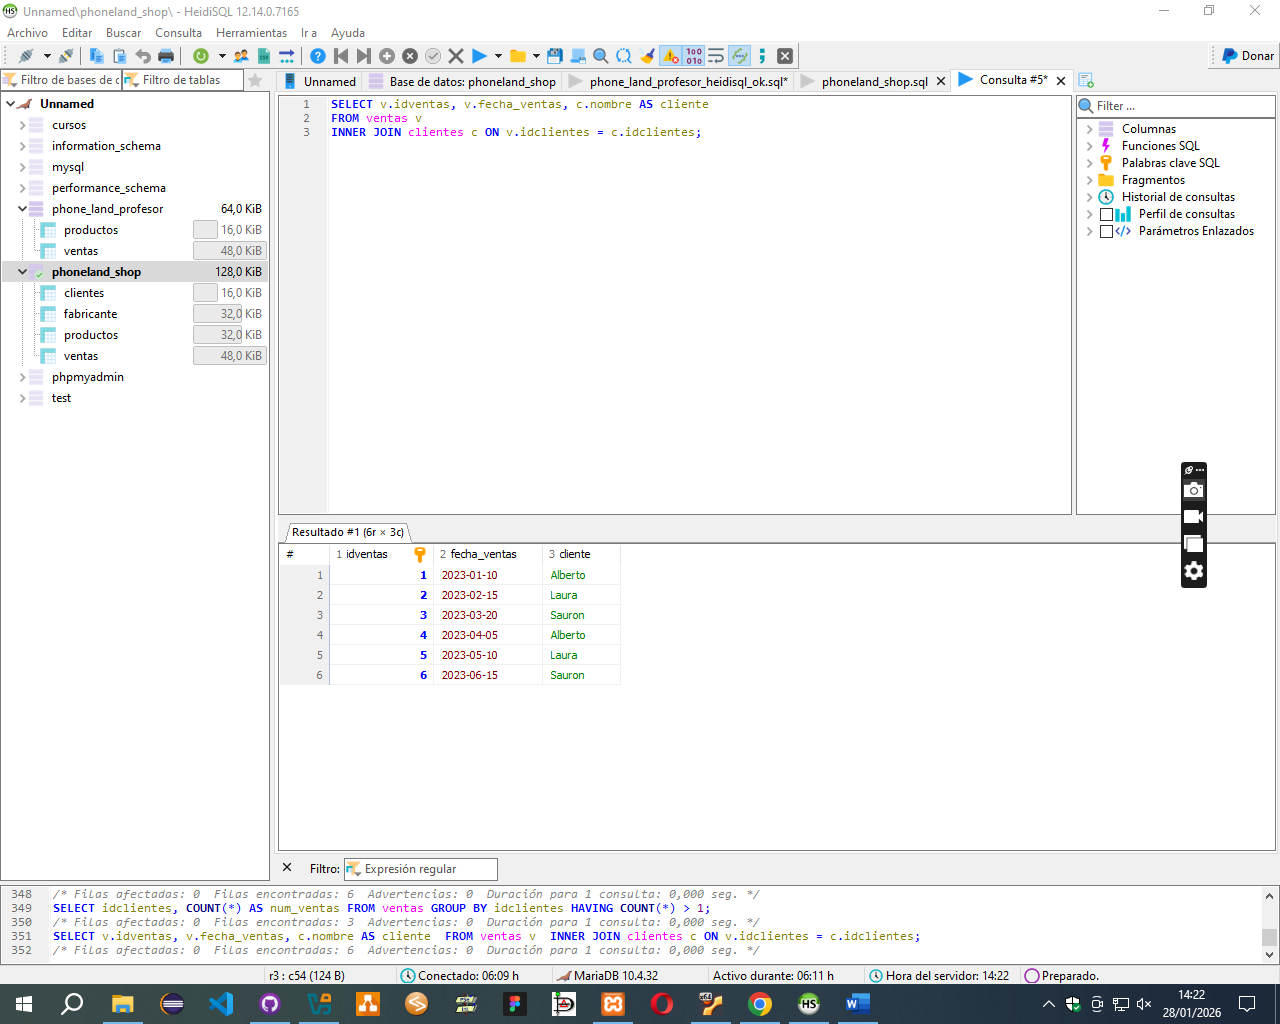 Unnamed\phoneland_shop\ - HeidiSQL 12.14.0.7165
Archivo Editar Buscar Consulta Herramientas Ir a Ayuda
Donar
Filtro de bases de d Filtro de tablas
Unnamed Base de datos: phoneland_shop phone_land_profesor_heidisql_ok.sql* phoneland_shop.sql Consulta #5*
Unnamed
cursos
information_schema
mysql
performance_schema
phone_land_profesor 64,0 KiB
productos 16,0 KiB
ventas 48,0 KiB
phoneland_shop 128,0 KiB
clientes 16,0 KiB
fabricante 32,0 KiB
productos 32,0 KiB
ventas 48,0 KiB
phpmyadmin
test
1 SELECT v.idventas, v.fecha_ventas, c.nombre AS cliente
2 FROM ventas v
3 INNER JOIN clientes c ON v.idclientes = c.idclientes;
Filter ...
Columnas
Funciones SQL
Palabras clave SQL
Fragmentos
Historial de consultas
Perfil de consultas
Parámetros Enlazados
Resultado #1 (6r × 3c)
# 1 idventas 2 fecha_ventas 3 cliente
1 1 2023-01-10 Alberto
2 2 2023-02-15 Laura
3 3 2023-03-20 Sauron
4 4 2023-04-05 Alberto
5 5 2023-05-10 Laura
6 6 2023-06-15 Sauron
Filtro: Expresión regular
348 /* Filas afectadas: 0 Filas encontradas: 6 Advertencias: 0 Duración para 1 consulta: 0,000 seg. */
349 SELECT idclientes, COUNT(*) AS num_ventas FROM ventas GROUP BY idclientes HAVING COUNT(*) > 1;
350 /* Filas afectadas: 0 Filas encontradas: 3 Advertencias: 0 Duración para 1 consulta: 0,000 seg. */
351 SELECT v.idventas, v.fecha_ventas, c.nombre AS cliente FROM ventas v INNER JOIN clientes c ON v.idclientes = c.idclientes;
352 /* Filas afectadas: 0 Filas encontradas: 6 Advertencias: 0 Duración para 1 consulta: 0,000 seg. */
r3 : c54 (124 B) Conectado: 06:09 h MariaDB 10.4.32 Activo durante: 06:11 h Hora del servidor: 14:22 Preparado.
14:22
28/01/2026